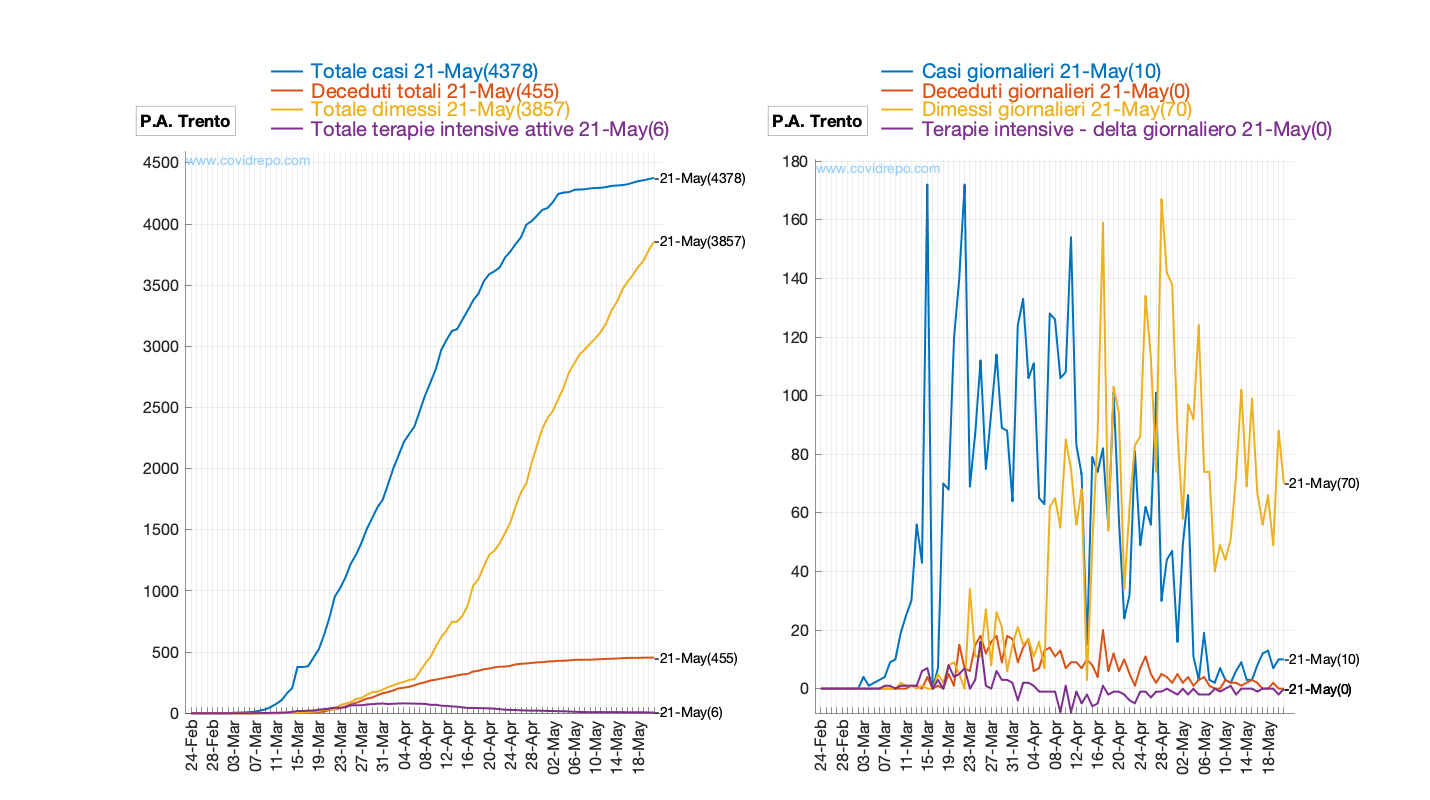 Totale casi 21-May(4378)
Deceduti totali 21-May(455)
Totale dimessi 21-May(3857)
Totale terapie intensive attive 21-May(6)
P.A. Trento
www.covidrepo.com
4500
4000
3500
3000
2500
2000
1500
1000
500
0
21-May(4378)
21-May(3857)
21-May(455)
21-May(6)
24-Feb
28-Feb
03-Mar
07-Mar
11-Mar
15-Mar
19-Mar
23-Mar
27-Mar
31-Mar
04-Apr
08-Apr
12-Apr
16-Apr
20-Apr
24-Apr
28-Apr
02-May
06-May
10-May
14-May
18-May
Casi giornalieri 21-May(10)
Deceduti giornalieri 21-May(0)
Dimessi giornalieri 21-May(70)
Terapie intensive - delta giornaliero 21-May(0)
P.A. Trento
www.covidrepo.com
180
160
140
120
100
80
60
40
20
0
21-May(70)
21-May(10)
21-May(0)
24-Feb
28-Feb
03-Mar
07-Mar
11-Mar
15-Mar
19-Mar
23-Mar
27-Mar
31-Mar
04-Apr
08-Apr
12-Apr
16-Apr
20-Apr
24-Apr
28-Apr
02-May
06-May
10-May
14-May
18-May